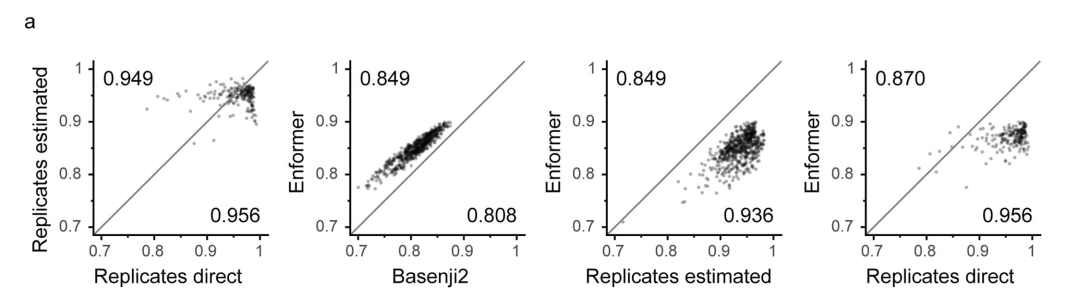 a
Replicates estimated
1
0.9
0.8
0.7
0.949
0.956
0.7 0.8 0.9 1
Replicates direct
Enformer
1
0.9
0.8
0.7
0.849
0.808
0.7 0.8 0.9 1
Basenji2
Enformer
1
0.9
0.8
0.7
0.849
0.936
0.7 0.8 0.9 1
Replicates estimated
Enformer
1
0.9
0.8
0.7
0.870
0.956
0.7 0.8 0.9 1
Replicates direct